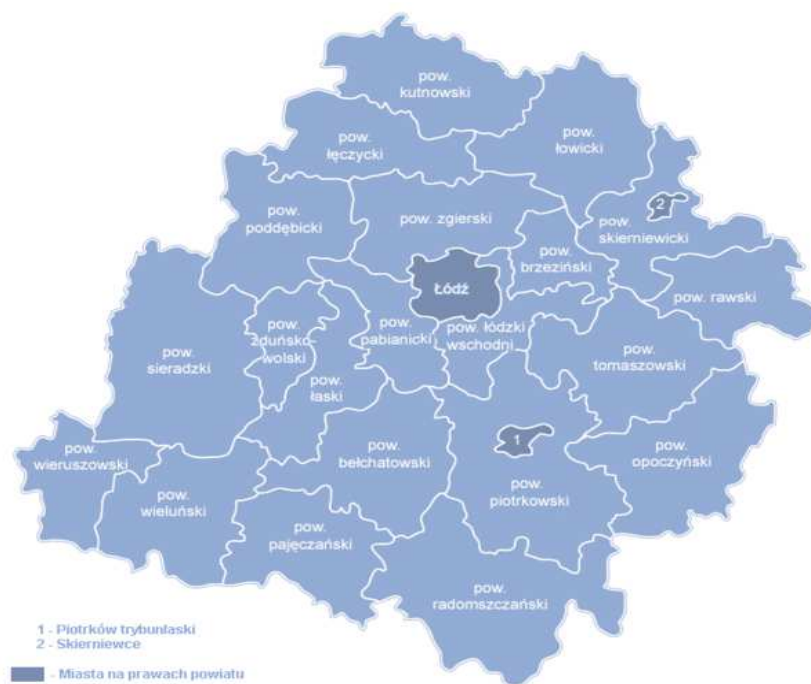 pow.
kutnowski
pow.
łęczycki
pow.
łowicki
2
pow.
poddębicki
pow. zgierski
pow.
skierniewicki
pow.
brzeziński
Łódź
pow. rawski
pow.
sieradzki
pow.
zduńsko-
wolski
pow.
pabianicki
pow. łódzki
wschodni
pow.
tomaszowski
pow.
łaski
pow.
wieruszowski
pow.
bełchatowski
1
pow.
opoczyński
pow.
wieluński
pow.
piotrkowski
pow.
pajęczański
pow.
radomszczański
1 - Piotrków trybunłaski
2 - Skierniewce
- Miasta na prawach powiatu